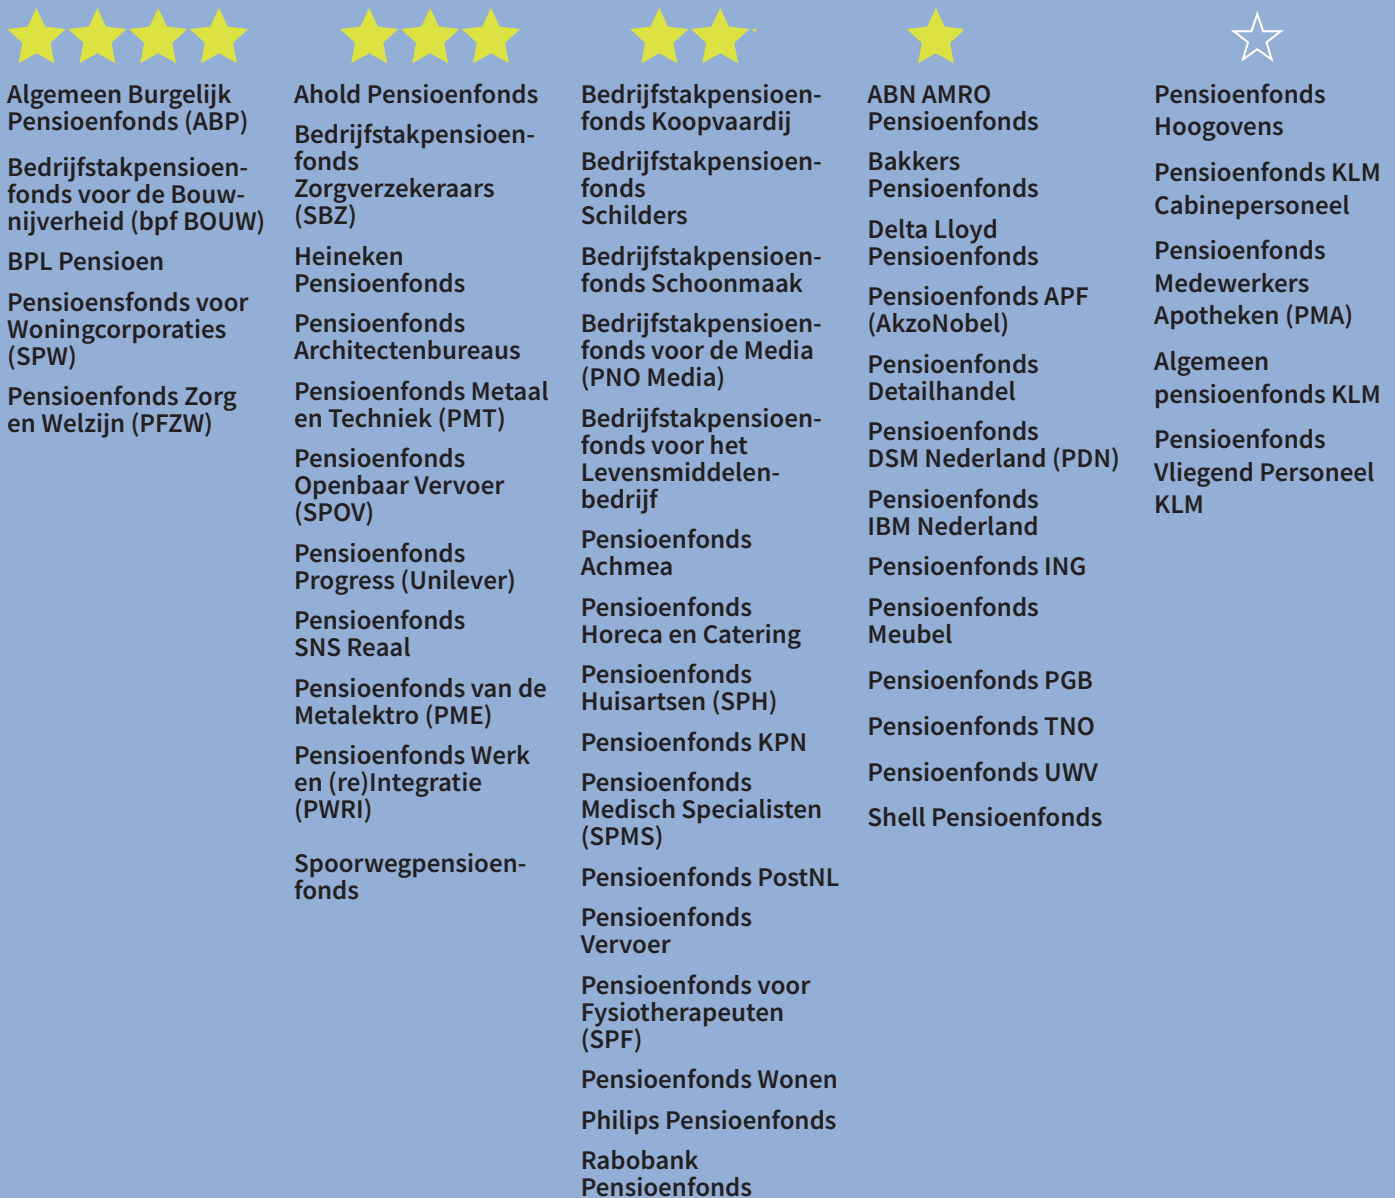 Algemeen Burgelijk
Pensioenfonds (ABP)
Bedrijfstakpensioen-
fonds voor de Bouw-
nijverheid (bpf BOUW)
BPL Pensioen
Pensioensfonds voor
Woningcorporaties
(SPW)
Pensioenfonds Zorg
en Welzijn (PFZW)
Ahold Pensioenfonds
Bedrijfstakpensioen-
fonds
Zorgverzekeraars
(SBZ)
Heineken
Pensioenfonds
Pensioenfonds
Architectenbureaus
Pensioenfonds Metaal
en Techniek (PMT)
Pensioenfonds
Openbaar Vervoer
(SPOV)
Pensioenfonds
Progress (Unilever)
Pensioenfonds
SNS Reaal
Pensioenfonds van de
Metalektro (PME)
Pensioenfonds Werk
en (re)Integratie
(PWRI)
Spoorwegpensioen-
fonds
Bedrijfstakpensioen-
fonds Koopvaardij
Bedrijfstakpensioen-
fonds
Schilders
Bedrijfstakpensioen-
fonds Schoonmaak
Bedrijfstakpensioen-
fonds voor de Media
(PNO Media)
Bedrijfstakpensioen-
fonds voor het
Levensmiddelen-
bedrijf
Pensioenfonds
Achmea
Pensioenfonds
Horeca en Catering
Pensioenfonds
Huisartsen (SPH)
Pensioenfonds KPN
Pensioenfonds
Medisch Specialisten
(SPMS)
Pensioenfonds PostNL
Pensioenfonds
Vervoer
Pensioenfonds voor
Fysiotherapeuten
(SPF)
Pensioenfonds Wonen
Philips Pensioenfonds
Rabobank
Pensioenfonds
ABN AMRO
Pensioenfonds
Bakkers
Pensioenfonds
Delta Lloyd
Pensioenfonds
Pensioenfonds APF
(AkzoNobel)
Pensioenfonds
Detailhandel
Pensioenfonds
DSM Nederland (PDN)
Pensioenfonds
IBM Nederland
Pensioenfonds ING
Pensioenfonds
Meubel
Pensioenfonds PGB
Pensioenfonds TNO
Pensioenfonds UWV
Shell Pensioenfonds
Pensioenfonds
Hoogovens
Pensioenfonds KLM
Cabinepersoneel
Pensioenfonds
Medewerkers
Apotheken (PMA)
Algemeen
pensioenfonds KLM
Pensioenfonds
Vliegend Personeel
KLM